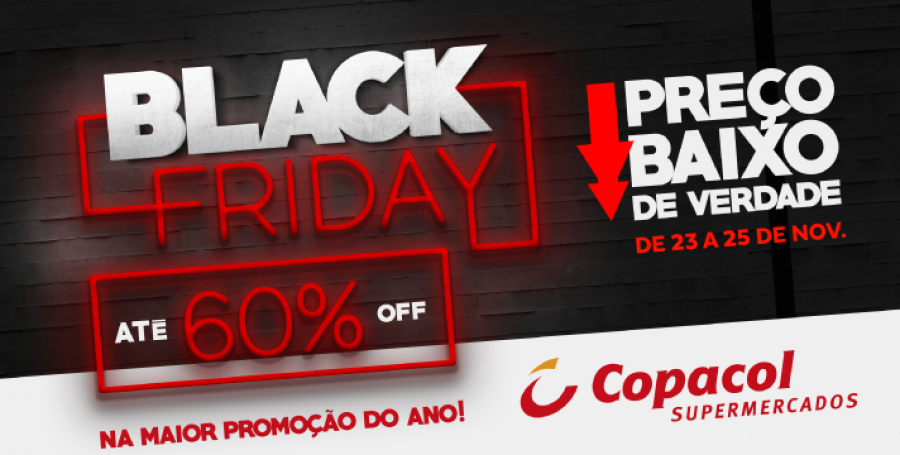 BLACK
FRIDAY
ATÉ 60% OFF
NA MAIOR PROMOÇÃO DO ANO!
PREÇO
BAIXO
DE VERDADE
DE 23 A 25 DE NOV.
Copacol
SUPERMERCADOS